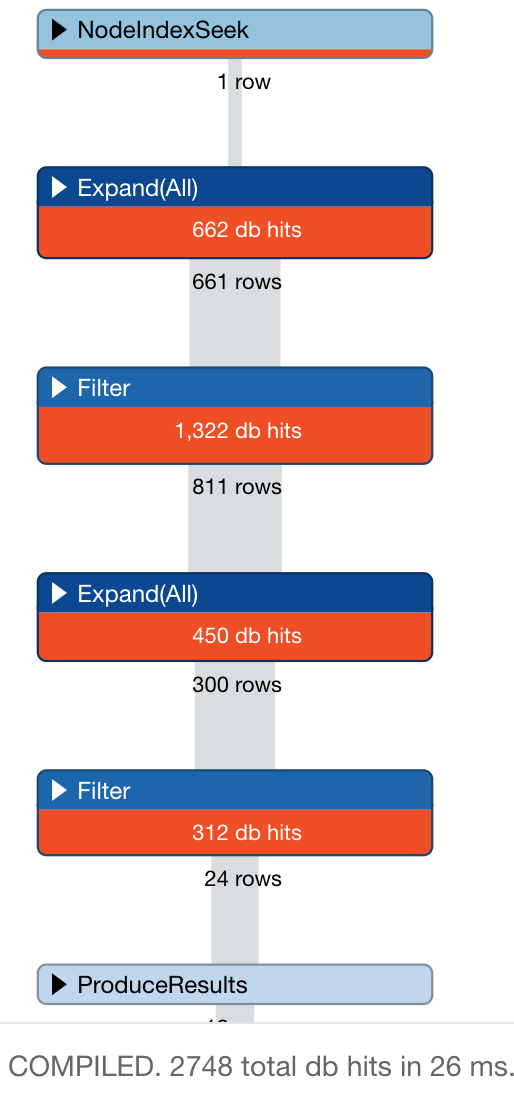 NodeIndexSeek
1 row
Expand(All)
662 db hits
661 rows
Filter
1,322 db hits
811 rows
Expand(All)
450 db hits
300 rows
Filter
312 db hits
24 rows
ProduceResults
COMPILED. 2748 total db hits in 26 ms.